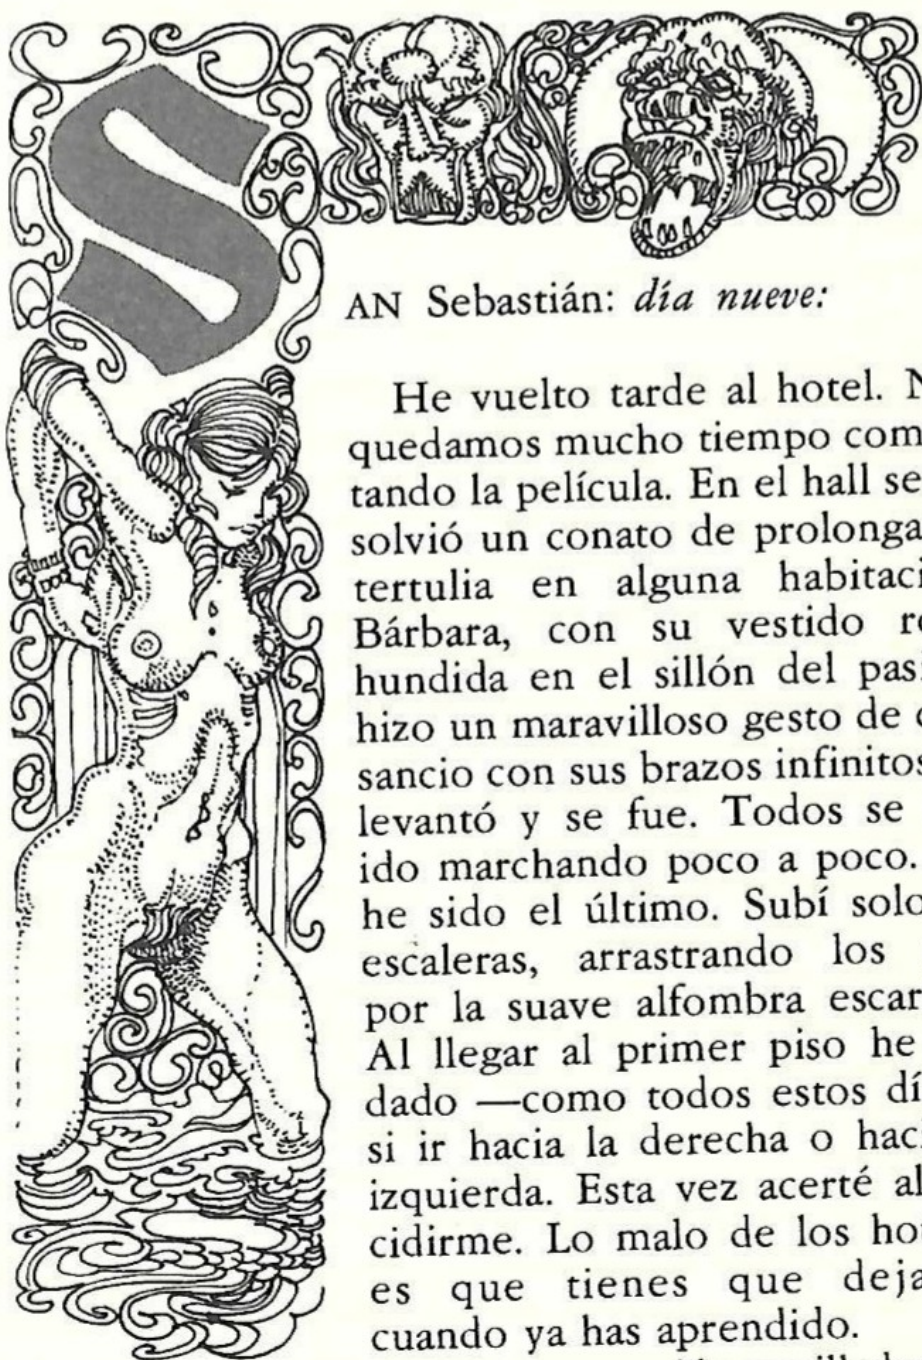 SAN Sebastián: día nueve:
He vuelto tarde al hotel. N
quedamos mucho tiempo com
tando la película. En el hall se
solvió un conato de prolonga
tertulia en alguna habitaci
Bárbara, con su vestido ro
hundida en el sillón del pasi
hizo un maravilloso gesto de c
sancio con sus brazos infinitos
levantó y se fue. Todos se
ido marchando poco a poco.
he sido el último. Subí solo
escaleras, arrastrando los
por la suave alfombra escar
Al llegar al primer piso he
dado —como todos estos dí
si ir hacia la derecha o haci
izquierda. Esta vez acerté al
cidirme. Lo malo de los hot
es que tienes que deja
cuando ya has aprendido.